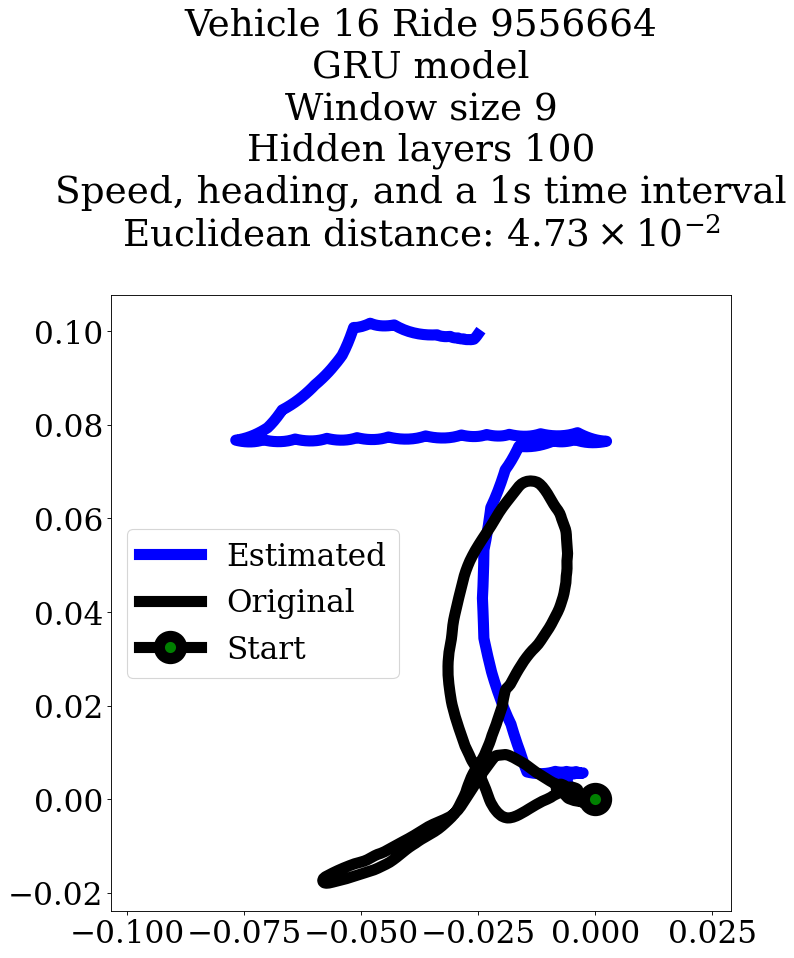 Vehicle 16 Ride 9556664
GRU model
Window size 9
Hidden layers 100
Speed, heading, and a 1s time interval
Euclidean distance: 4.73 × 10⁻²
0.10
0.08
0.06
0.04
0.02
0.00
−0.02
Estimated
Original
Start
−0.100 −0.075 −0.050 −0.025 0.000 0.025